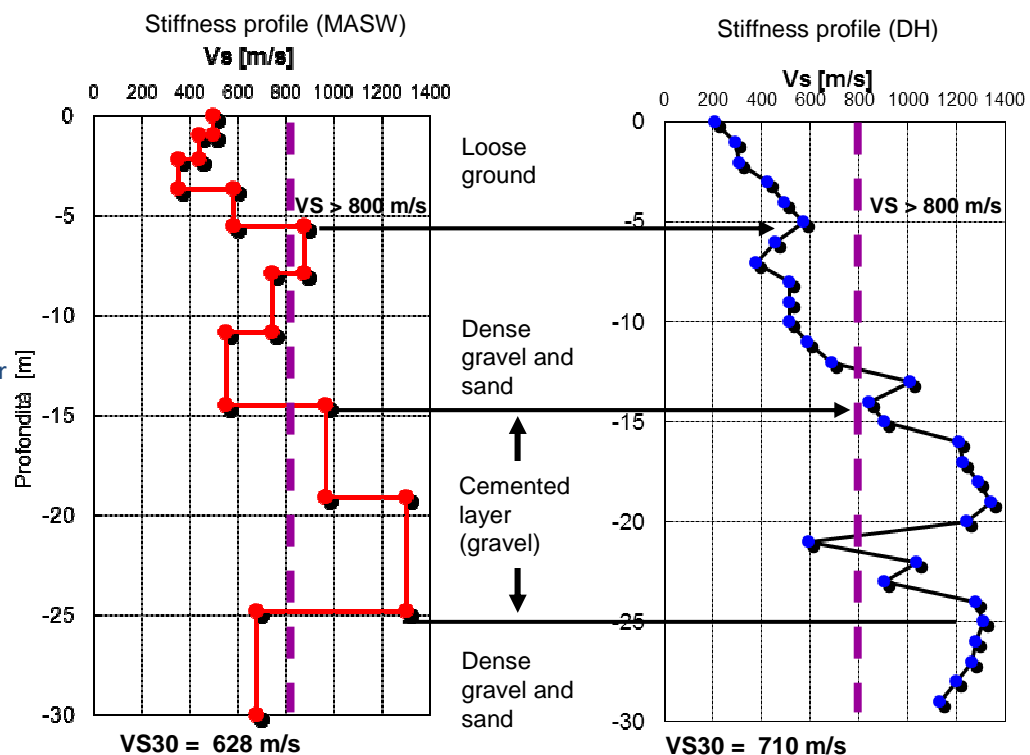 Stiffness profile (MASW)
Vs [m/s]
0 200 400 600 800 1000 1200 1400
-0
-5
-10
-15
-20
-25
-30
Profondità [m]
r
VS > 800 m/s
VS30 = 628 m/s
Loose
ground
Dense
gravel and
sand
Cemented
layer
(gravel)
Dense
gravel and
sand
Stiffness profile (DH)
Vs [m/s]
0 200 400 600 800 1000 1200 1400
0
-5
-10
-15
-20
-25
-30
VS > 800 m/s
VS30 = 710 m/s